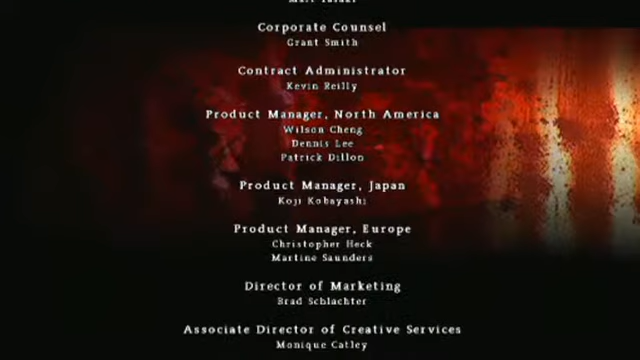 Corporate Counsel
Grant Smith
Contract Administrator
Kevin Reilly
Product Manager, North America
Wilson Cheng
Dennis Lee
Patrick Dillon
Product Manager, Japan
Koji Kobayashi
Product Manager, Europe
Christopher Heck
Martine Saunders
Director of Marketing
Brad Schlachter
Associate Director of Creative Services
Monique Catley